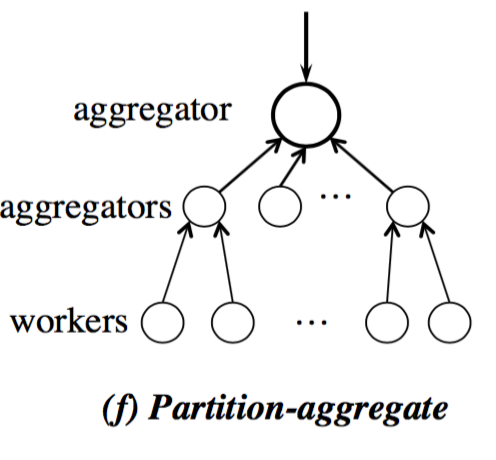 aggregator
aggregators
...
workers
...
(f) Partition-aggregate